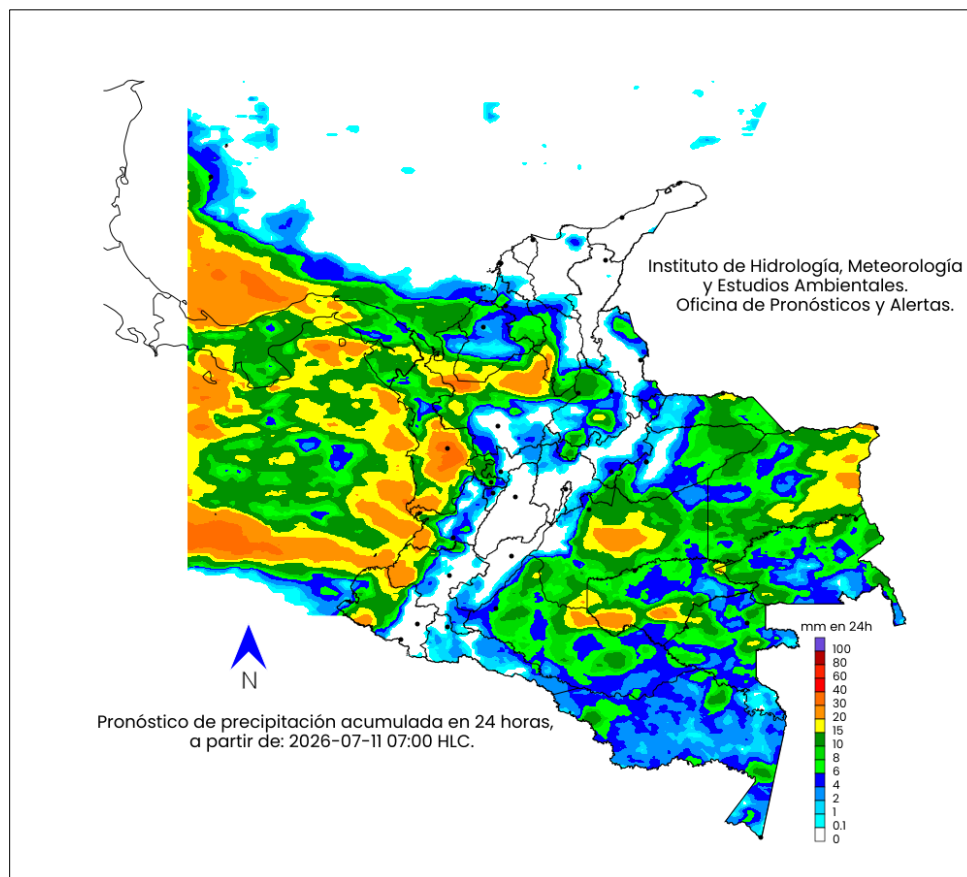 Instituto de Hidrología, Meteorología
y Estudios Ambientales.
Oficina de Pronósticos y Alertas.
mm en 24h
100
80
60
40
30
20
15
10
8
6
4
2
1
0.1
0
N
Pronóstico de precipitación acumulada en 24 horas,
a partir de: 2026-07-11 07:00 HLC.